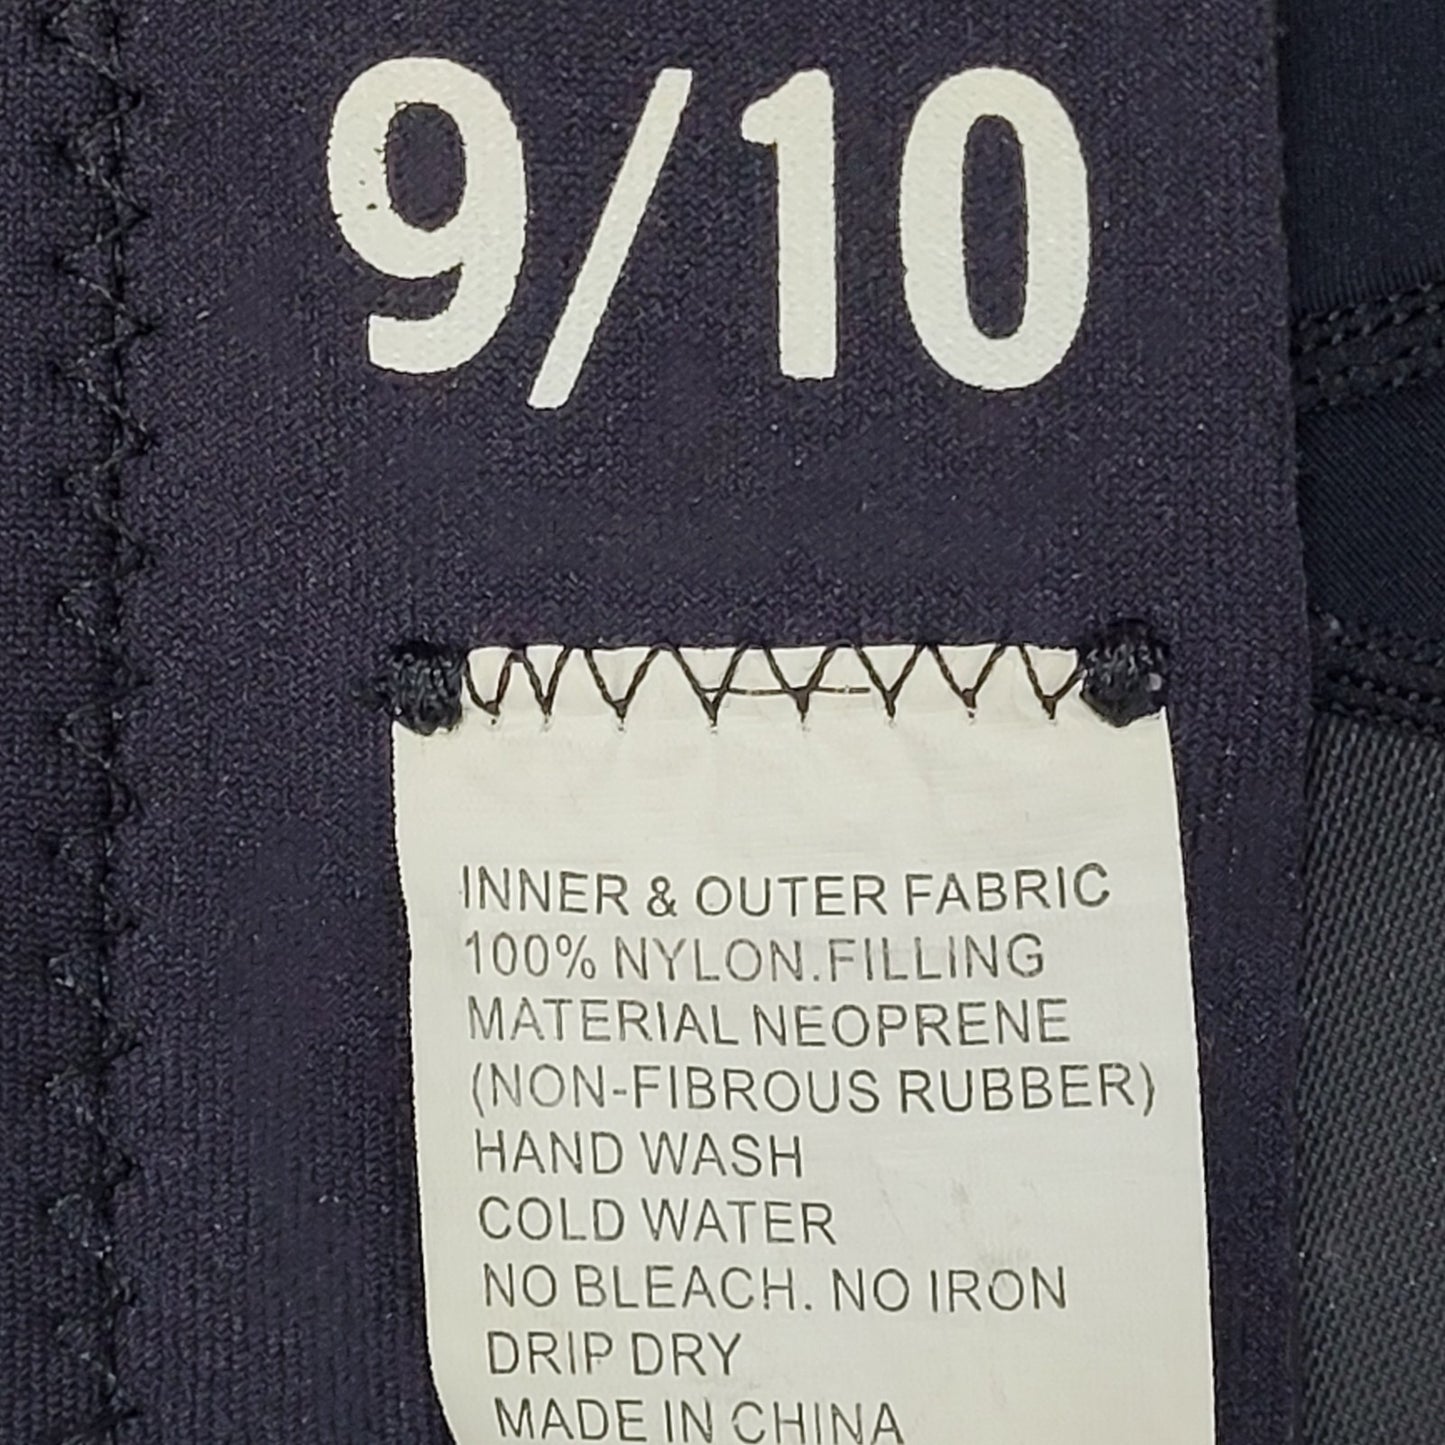 9/10
INNER & OUTER FABRIC
100% NYLON.FILLING
MATERIAL NEOPRENE
(NON-FIBROUS RUBBER)
HAND WASH
COLD WATER
NO BLEACH. NO IRON
DRIP DRY
MADE IN CHINA